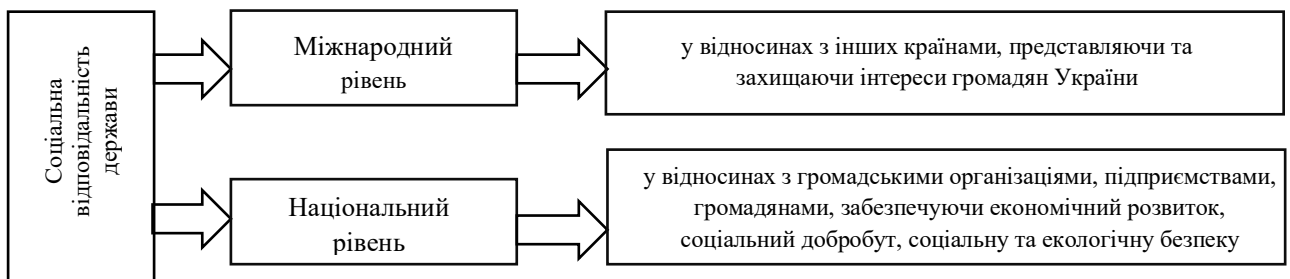 Соціальна
відповідальність
держави
Міжнародний
рівень
у відносинах з інших країнами, представляючи та
захищаючи інтереси громадян України
Національний
рівень
у відносинах з громадськими організаціями, підприємствами,
громадянами, забезпечуючи економічний розвиток,
соціальний добробут, соціальну та екологічну безпеку